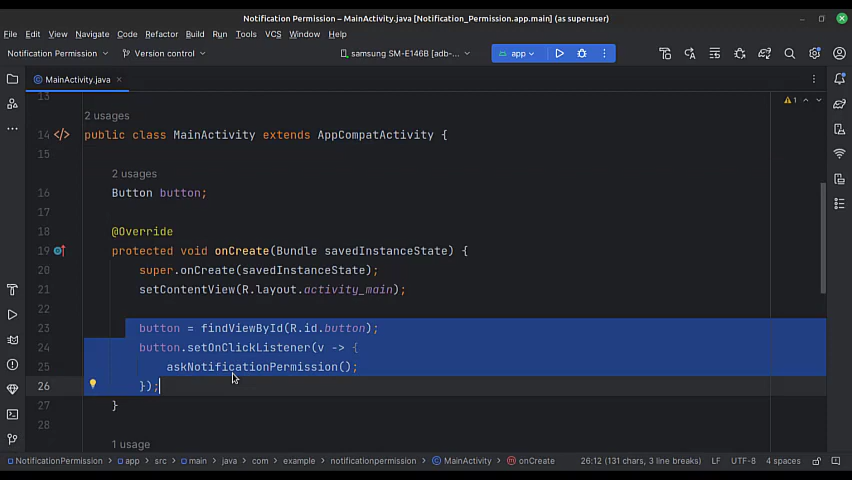 Notification Permission – MainActivity.java [Notification_Permission.app.main] (as superuser)
File Edit View Navigate Code Refactor Build Run Tools VCS Window Help
Notification Permission Version control samsung SM-E146B [adb-... app
MainActivity.java
13
1
2 usages
14 public class MainActivity extends AppCompatActivity {
15
2 usages
16 Button button;
17
18 @Override
19 protected void onCreate(Bundle savedInstanceState) {
20 super.onCreate(savedInstanceState);
21 setContentView(R.layout.activity_main);
22
23 button = findViewById(R.id.button);
24 button.setOnClickListener(v -> {
25 askNotificationPermission();
26 });
27 }
28
1 usage
NotificationPermission > app > src > main > java > com > example > notificationpermission > MainActivity > onCreate 26:12 (131 chars, 3 line breaks) LF UTF-8 4 spaces